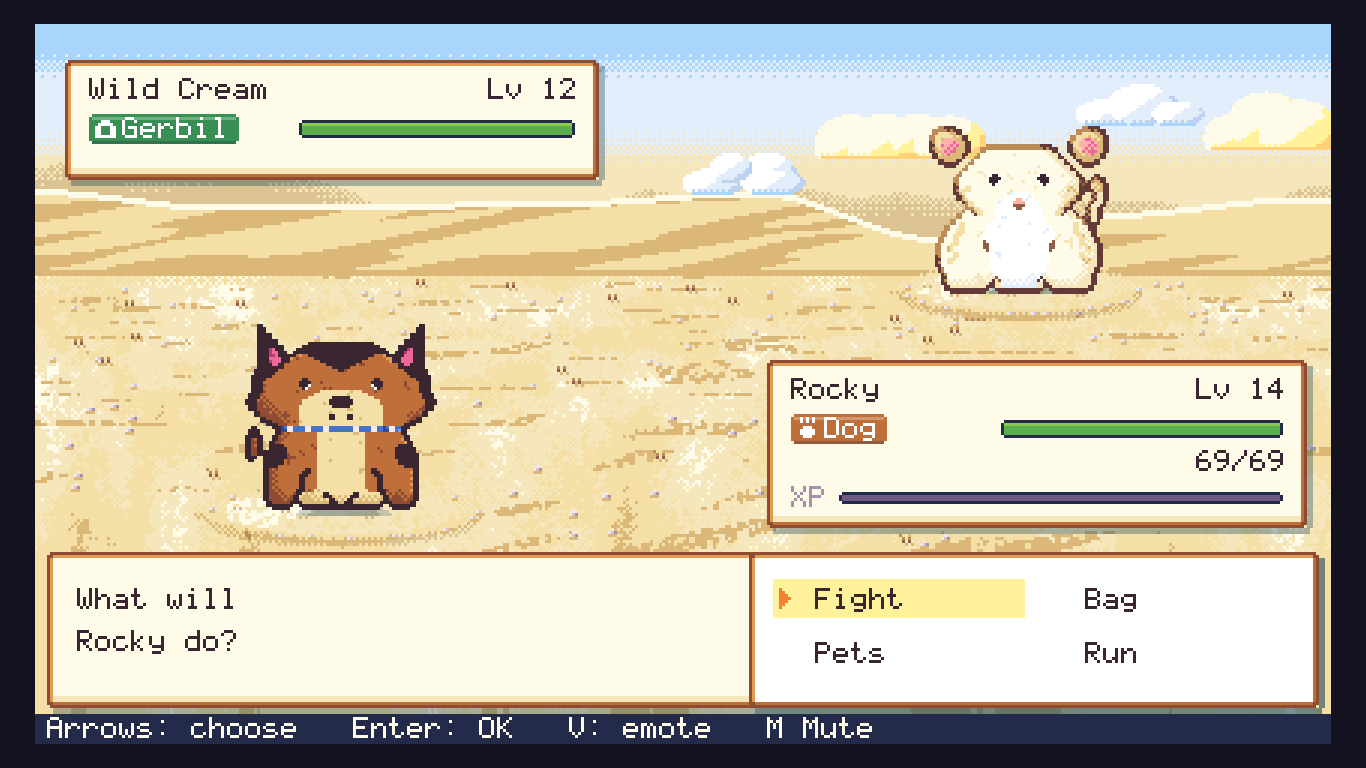 Wild Cream Lv 12
Gerbil
Rocky Lv 14
Dog
69/69
XP
What will
Rocky do?
Fight Bag
Pets Run
Arrows: choose Enter: OK V: emote M Mute